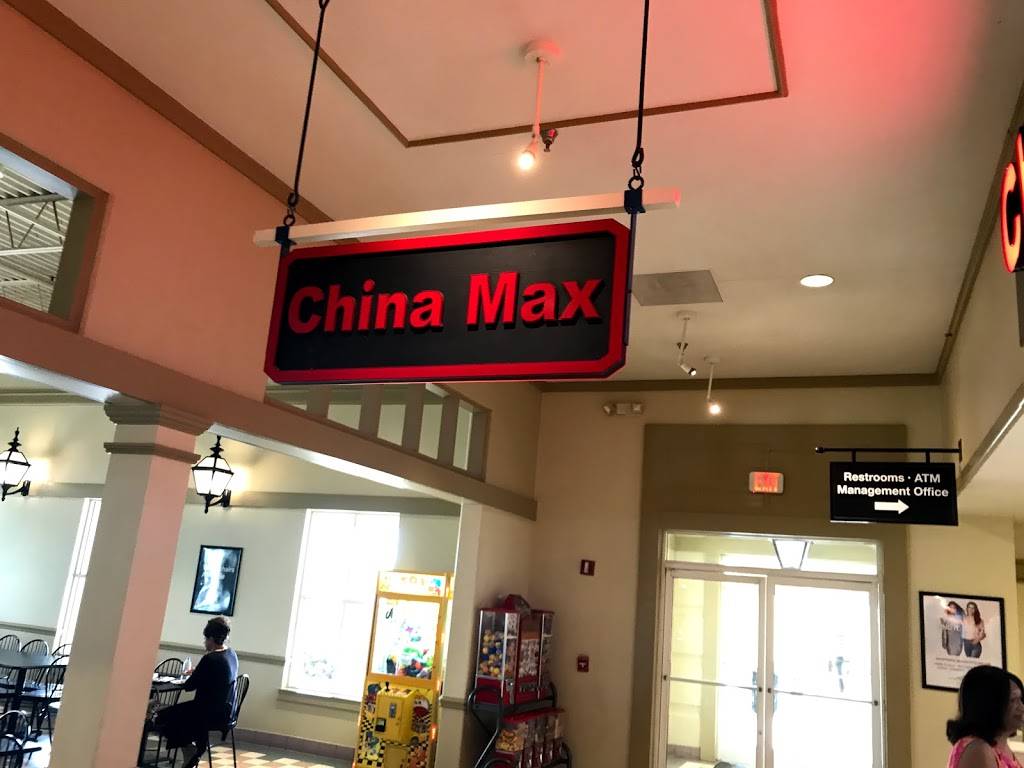 China Max
Restrooms · ATM
Management Office